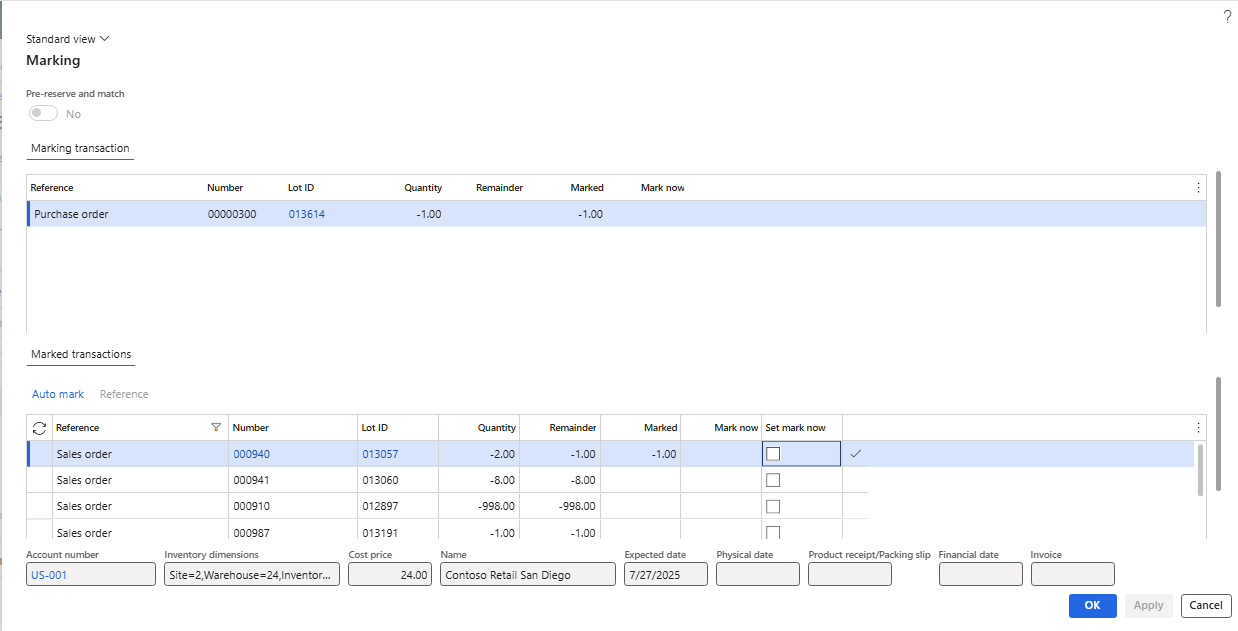 ?
Standard view
Marking
Pre-reserve and match
No
Marking transaction
Reference Number Lot ID Quantity Remainder Marked Mark now
Purchase order 00000300 013614 -1.00 -1.00
Marked transactions
Auto mark Reference
Reference Number Lot ID Quantity Remainder Marked Mark now Set mark now
Sales order 000940 013057 -2.00 -1.00 -1.00
Sales order 000941 013060 -8.00 -8.00
Sales order 000910 012897 -998.00 -998.00
Sales order 000987 013191 -1.00 -1.00
Account number Inventory dimensions Cost price Name Expected date Physical date Product receipt/Packing slip Financial date Invoice
US-001 Site=2,Warehouse=24,Inventor... 24.00 Contoso Retail San Diego 7/27/2025
OK Apply Cancel